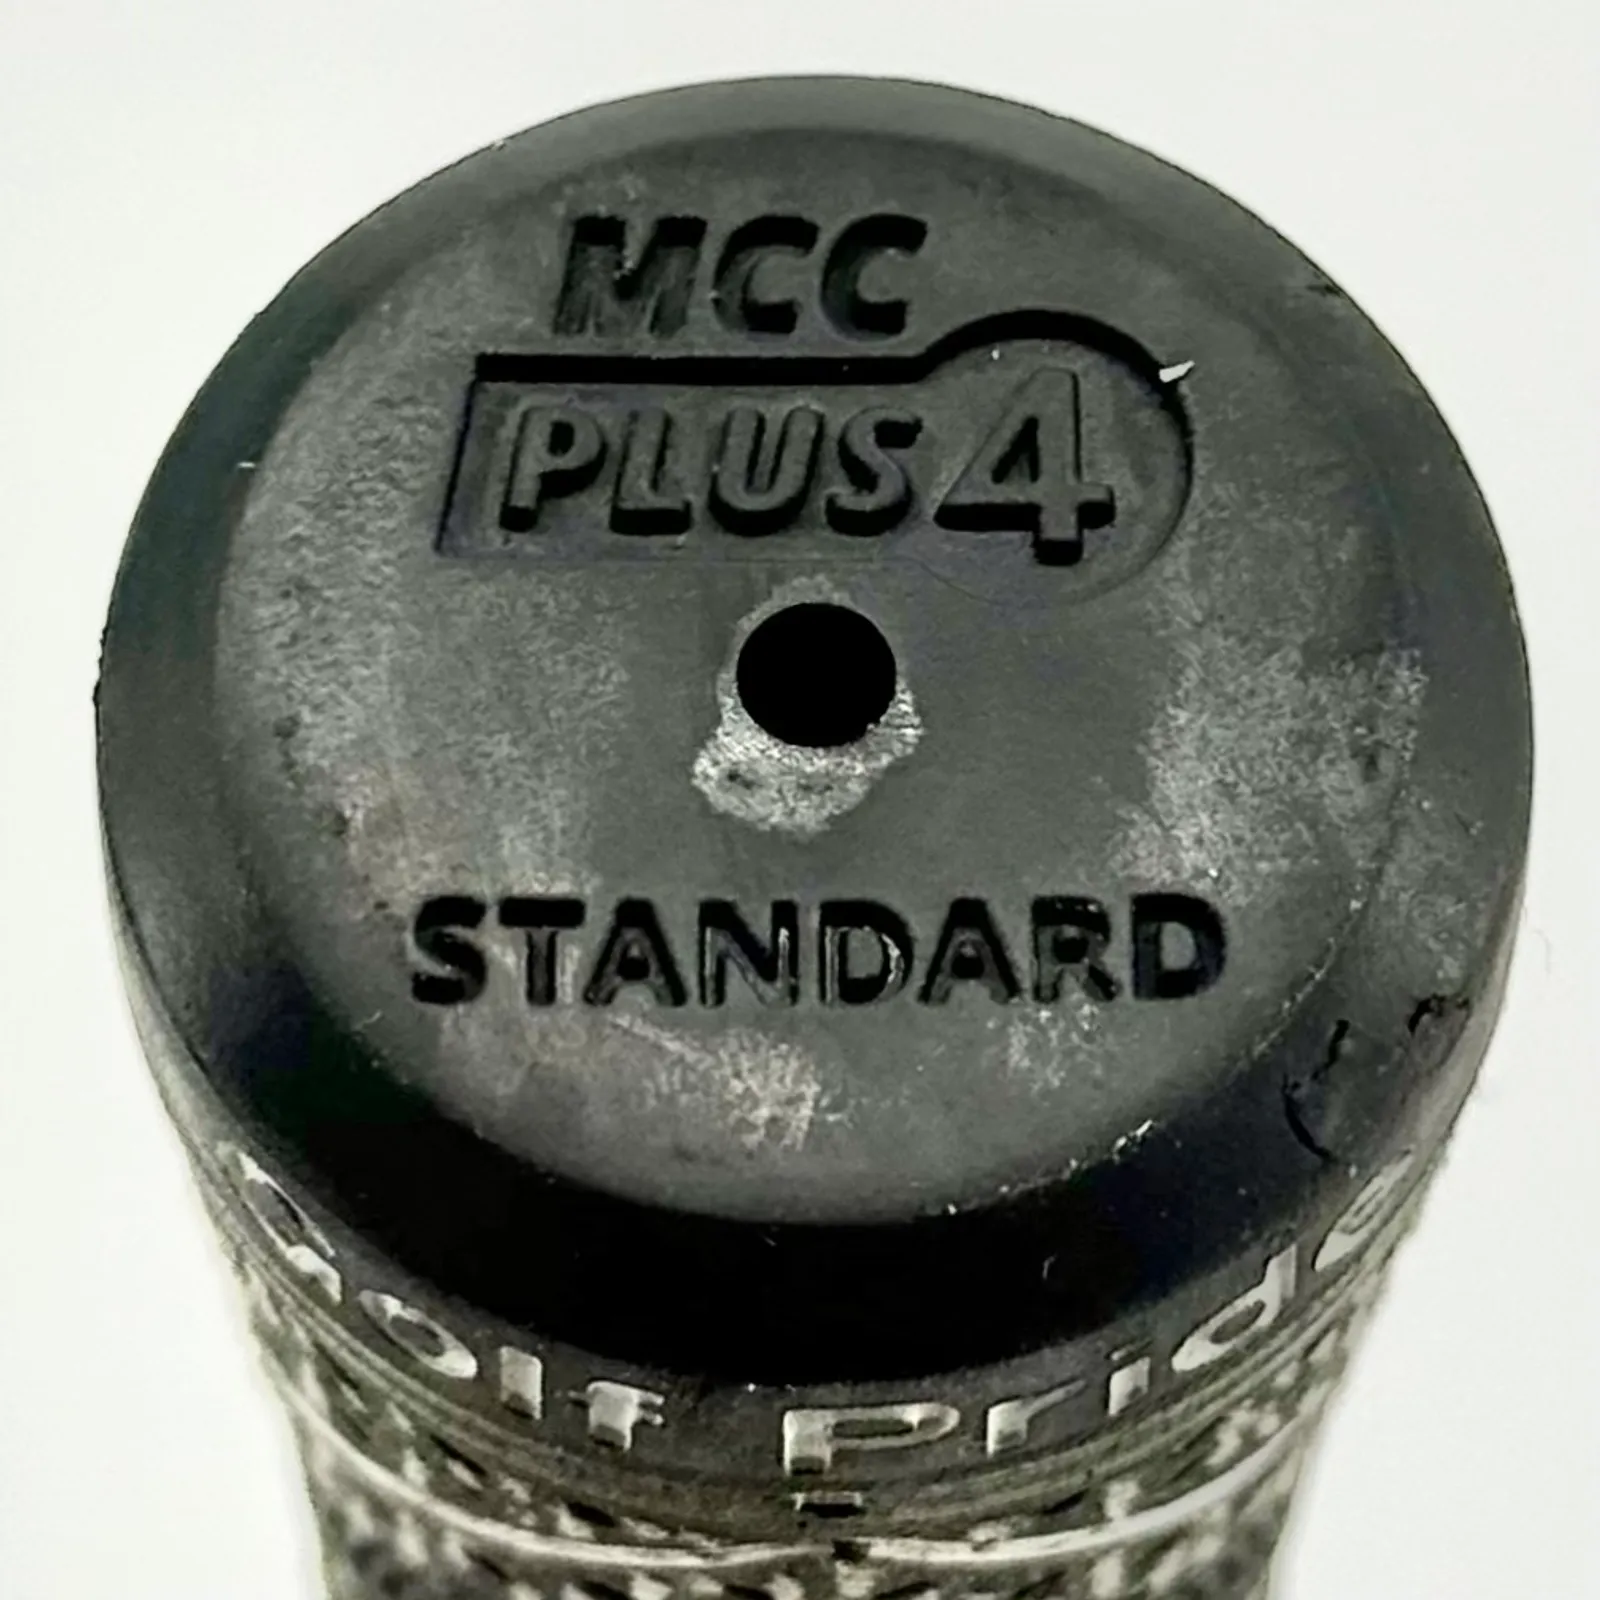 MCC
PLUS4
STANDARD
Golf Pride